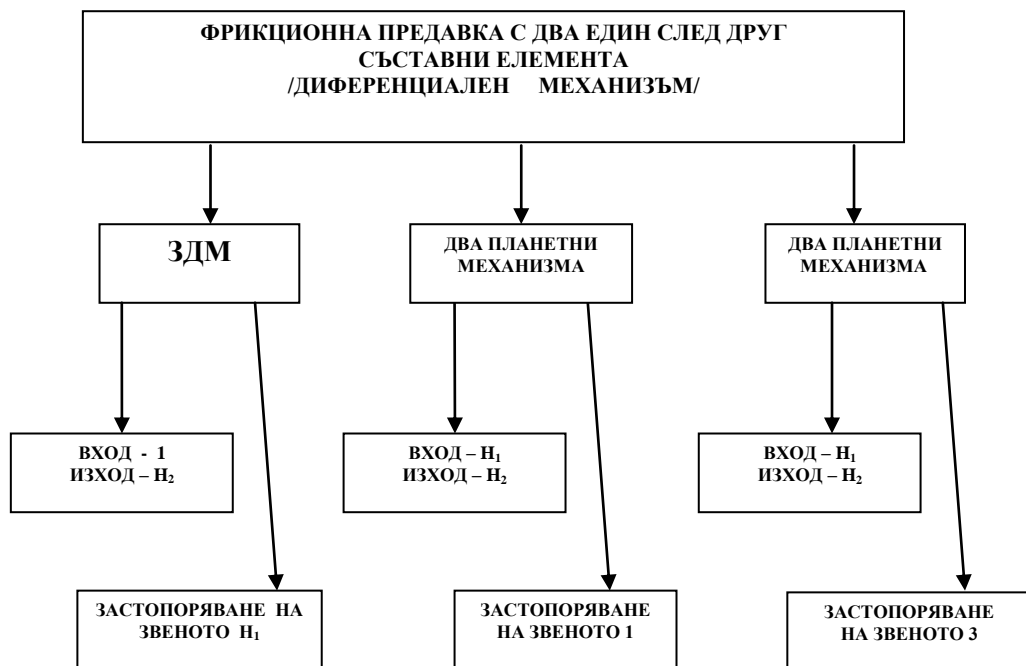 ФРИКЦИОННА ПРЕДАВКА С ДВА ЕДИН СЛЕД ДРУГ
СЪСТАВНИ ЕЛЕМЕНТА
/ДИФЕРЕНЦИАЛЕН МЕХАНИЗЪМ/
ЗДМ
ДВА ПЛАНЕТНИ
МЕХАНИЗМА
ДВА ПЛАНЕТНИ
МЕХАНИЗМА
ВХОД - 1
ИЗХОД – H₂
ВХОД – H₁
ИЗХОД – H₂
ВХОД – H₁
ИЗХОД – H₂
ЗАСТОПОРЯВАНЕ НА
ЗВЕНОТО H₁
ЗАСТОПОРЯВАНЕ
НА ЗВЕНОТО 1
ЗАСТОПОРЯВАНЕ
НА ЗВЕНОТО 3